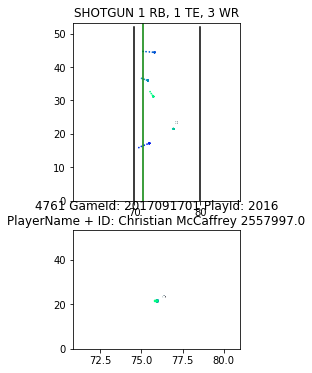 SHOTGUN 1 RB, 1 TE, 3 WR
50
40
30
20
10
0
70
80
4761 GameId: 2017091701 PlayId: 2016
PlayerName + ID: Christian McCaffrey 2557997.0
40
20
0
72.5 75.0 77.5 80.0